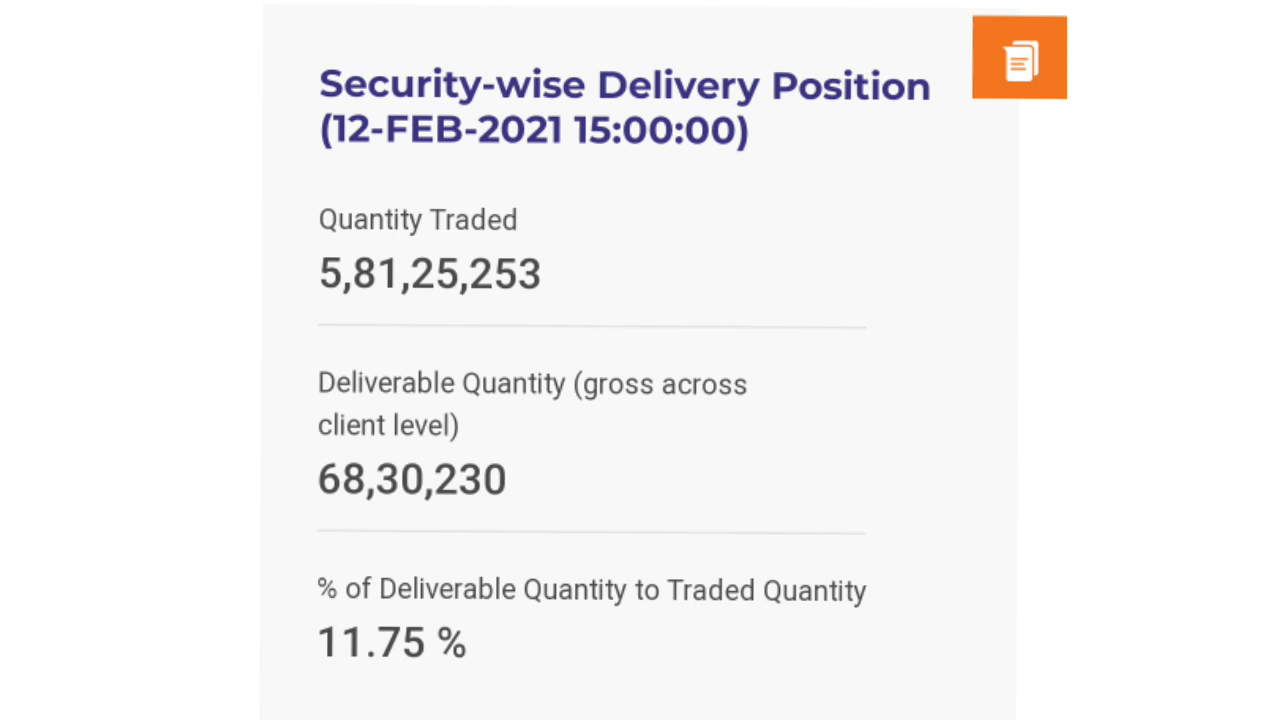 Security-wise Delivery Position
(12-FEB-2021 15:00:00)
Quantity Traded
5,81,25,253
Deliverable Quantity (gross across
client level)
68,30,230
% of Deliverable Quantity to Traded Quantity
11.75 %